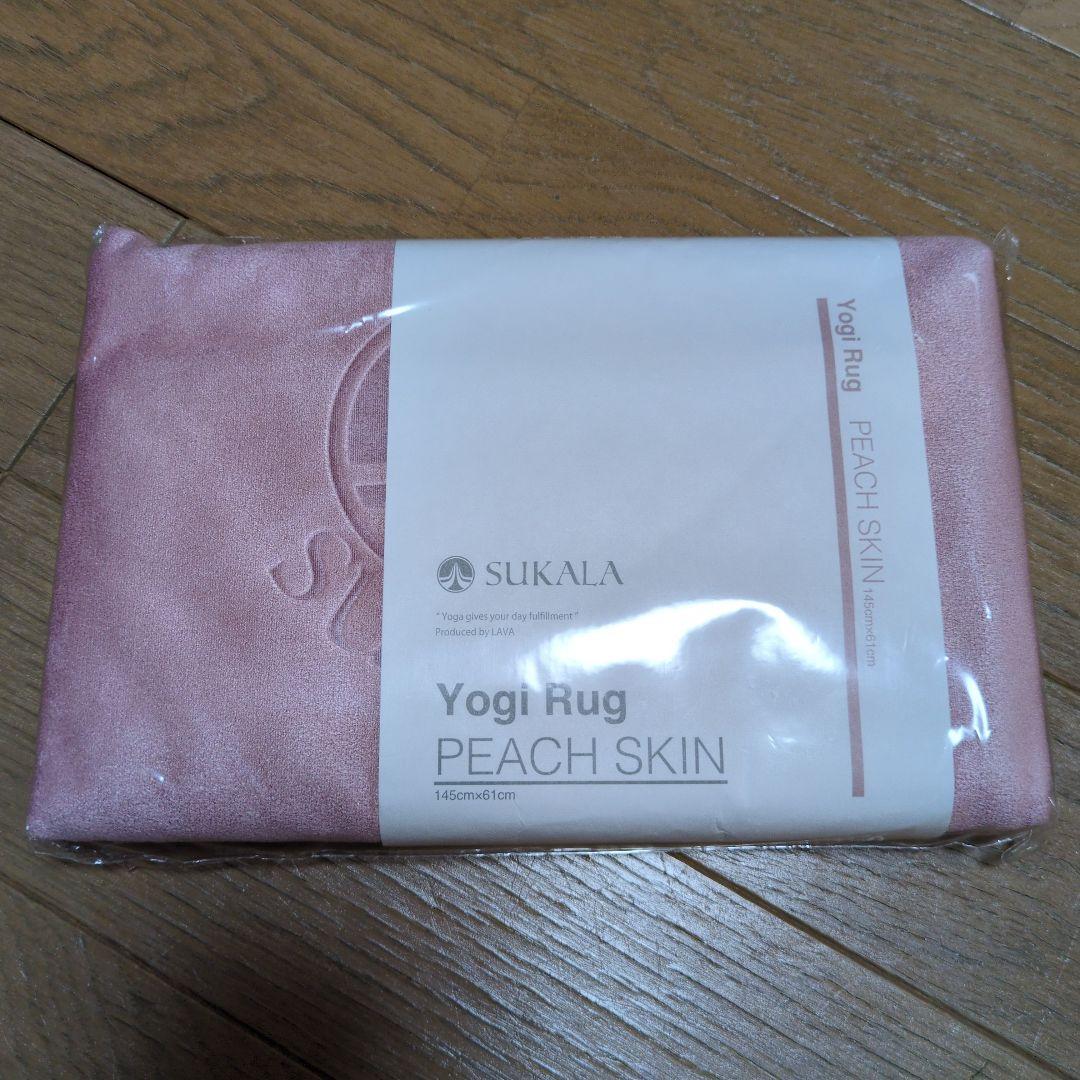 SUKALA
"Yoga gives your day fulfillment"
Produced by LAVA
Yogi Rug
PEACH SKIN
145cm×61cm
Yogi Rug PEACH SKIN 145cm×61cm